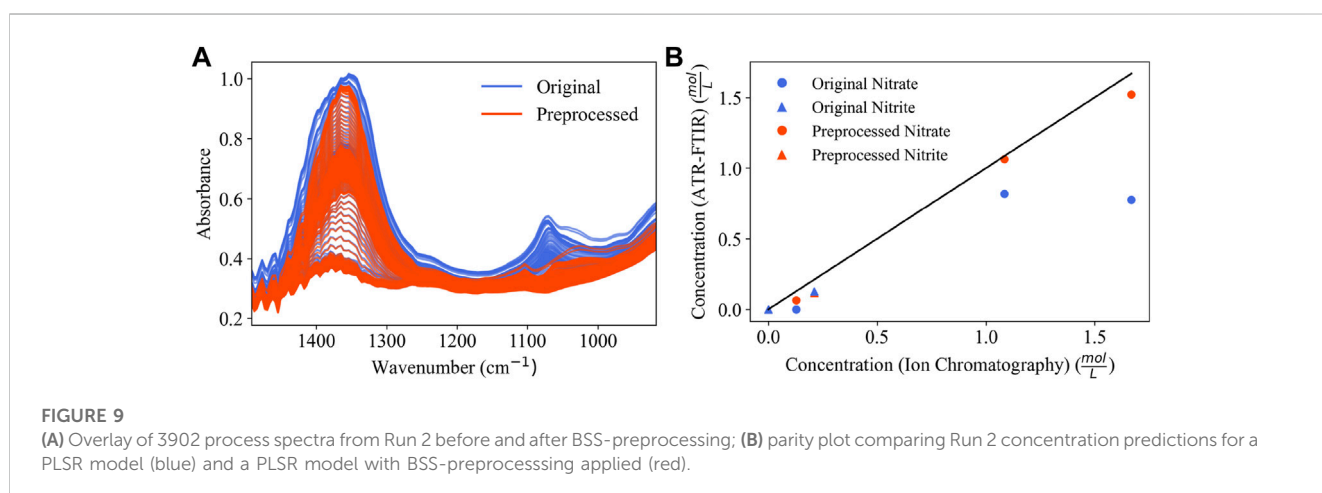 A
Original
Preprocessed
1.0
0.8
0.6
0.4
0.2
Absorbance
1400 1300 1200 1100 1000
Wavenumber (cm⁻¹)
B
Original Nitrate
Original Nitrite
Preprocessed Nitrate
Preprocessed Nitrite
1.5
1.0
0.5
0.0
Concentration (ATR-FTIR) (mol/L)
0.0 0.5 1.0 1.5
Concentration (Ion Chromatography) (mol/L)
FIGURE 9
(A) Overlay of 3902 process spectra from Run 2 before and after BSS-preprocessing; (B) parity plot comparing Run 2 concentration predictions for a
PLSR model (blue) and a PLSR model with BSS-preprocesssing applied (red).